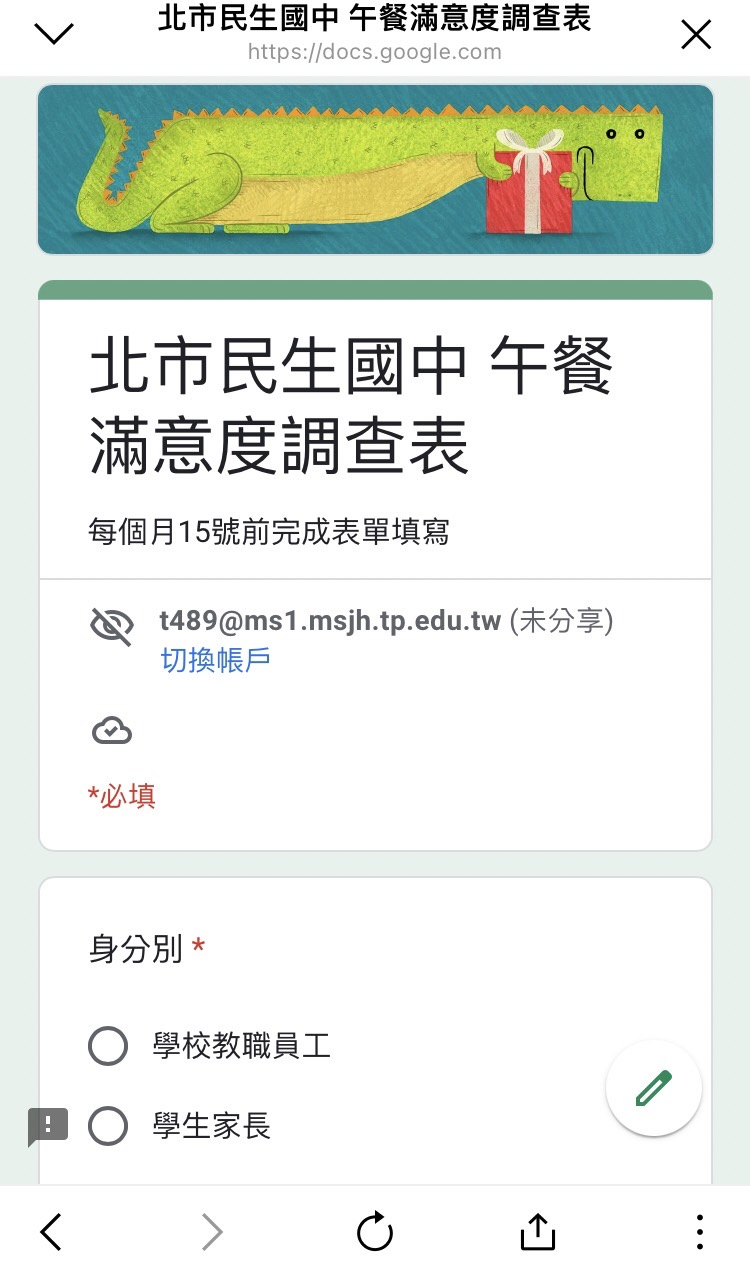 北市民生國中 午餐滿意度調查表
https://docs.google.com
北市民生國中 午餐
滿意度調查表
每個月15號前完成表單填寫
t489@ms1.msjh.tp.edu.tw (未分享)
切換帳戶
*必填
身分別 *
學校教職員工
學生家長